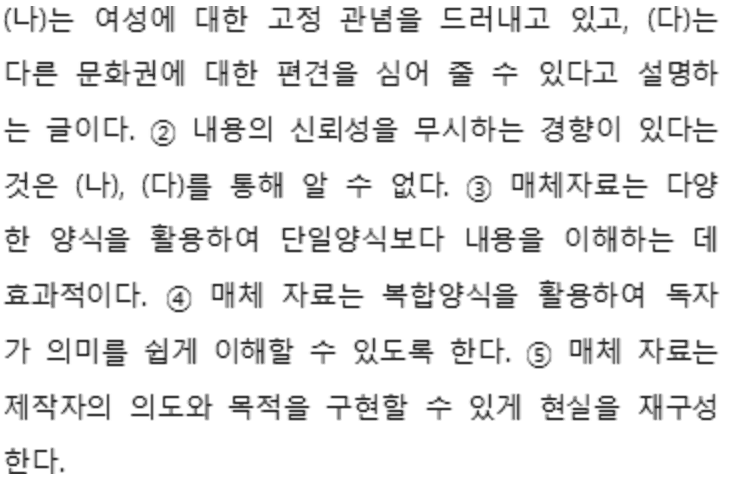 (나)는 여성에 대한 고정 관념을 드러내고 있고, (다)는
다른 문화권에 대한 편견을 심어 줄 수 있다고 설명하
는 글이다. ② 내용의 신뢰성을 무시하는 경향이 있다는
것은 (나), (다)를 통해 알 수 없다. ③ 매체자료는 다양
한 양식을 활용하여 단일양식보다 내용을 이해하는 데
효과적이다. ④ 매체 자료는 복합양식을 활용하여 독자
가 의미를 쉽게 이해할 수 있도록 한다. ⑤ 매체 자료는
제작자의 의도와 목적을 구현할 수 있게 현실을 재구성
한다.